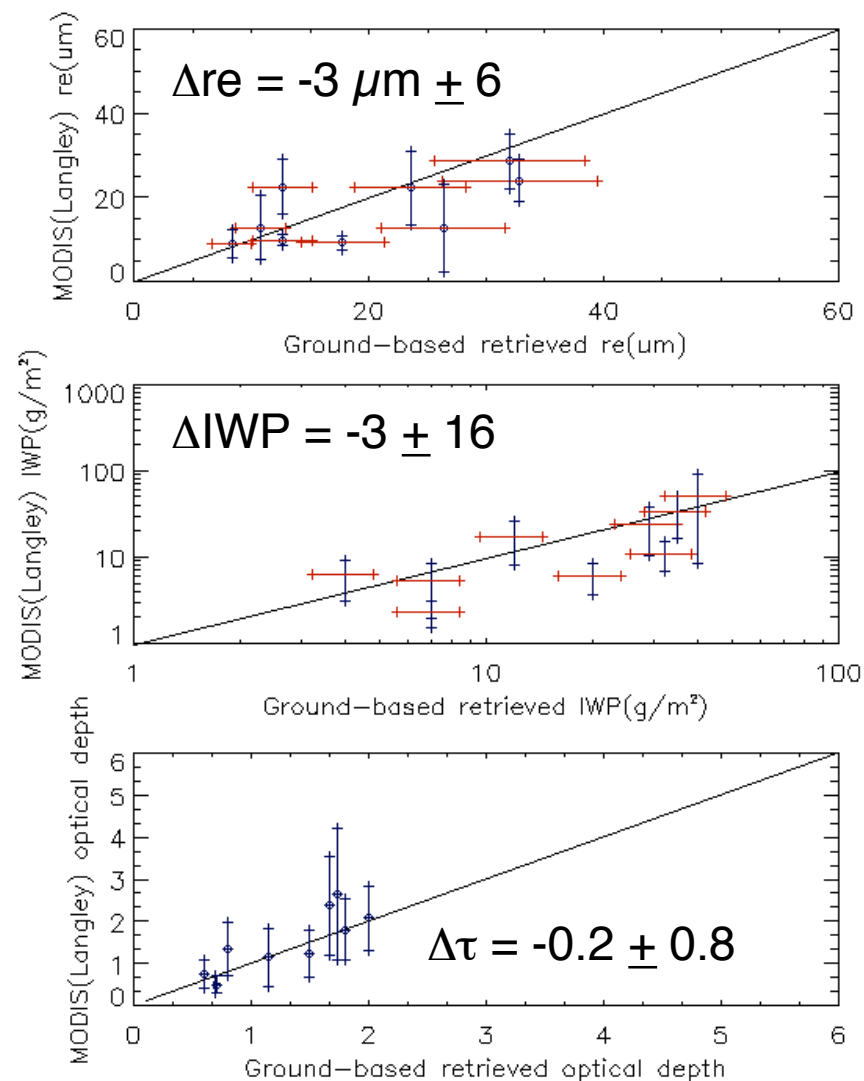 MODIS(Langley) re(um)
60
40
20
0
Δre = -3 µm ± 6
0 20 40 60
Ground-based retrieved re(um)
MODIS(Langley) IWP(g/m²)
1000
100
10
1
ΔIWP = -3 ± 16
1 10 100
Ground-based retrieved IWP(g/m²)
MODIS(Langley) optical depth
6
5
4
3
2
1
0
Δτ = -0.2 ± 0.8
0 1 2 3 4 5 6
Ground-based retrieved optical depth